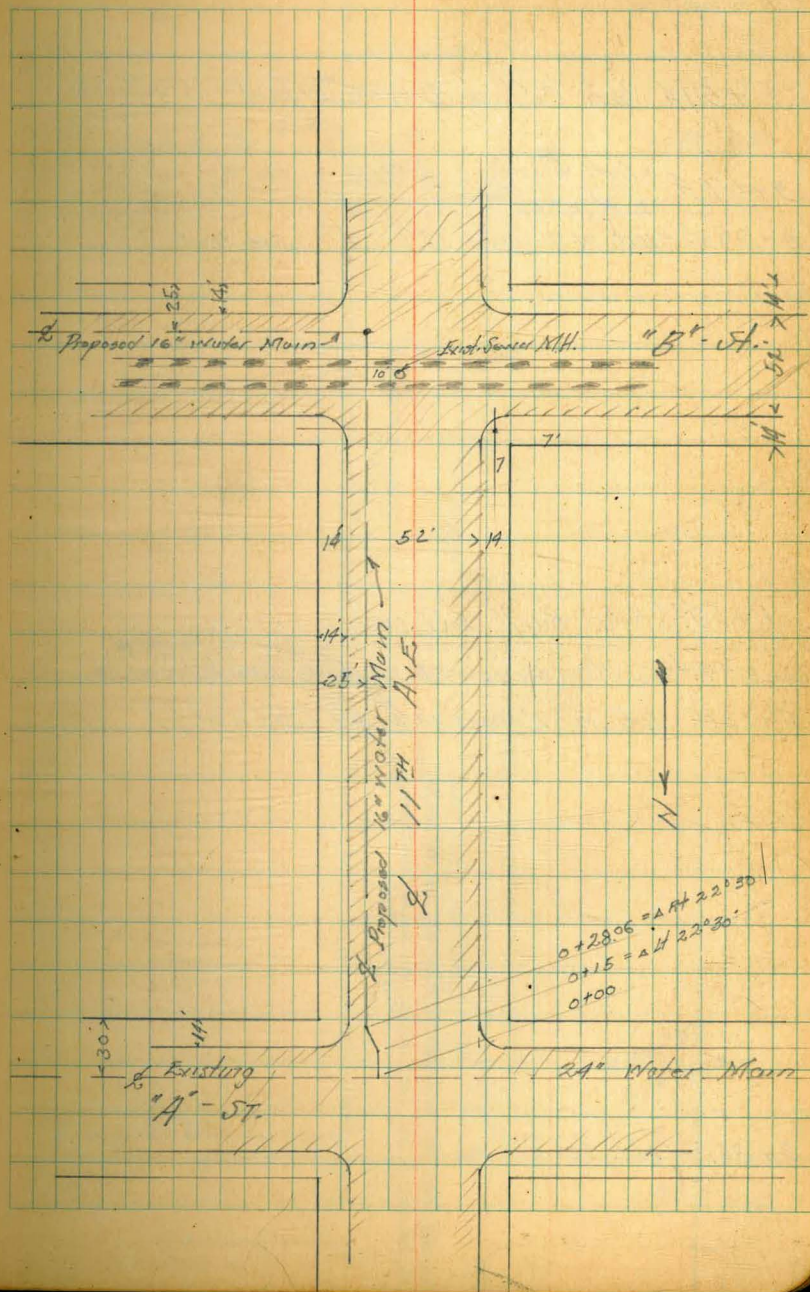 25'
14'
℄ Proposed 16" Water Main
Exist. Sewer M.H.
"B" - St.
14'
52'
14'
10'
7'
7
14'
52'
14
14'
25'
℄ Proposed 16" Water Main
℄ 11TH AVE
N
0+28.06 = Δ Rt 22°30'
0+15 = Δ Lt 22°30'
0+00
30'
14'
℄ Existing
24" Water Main
"A" - ST.